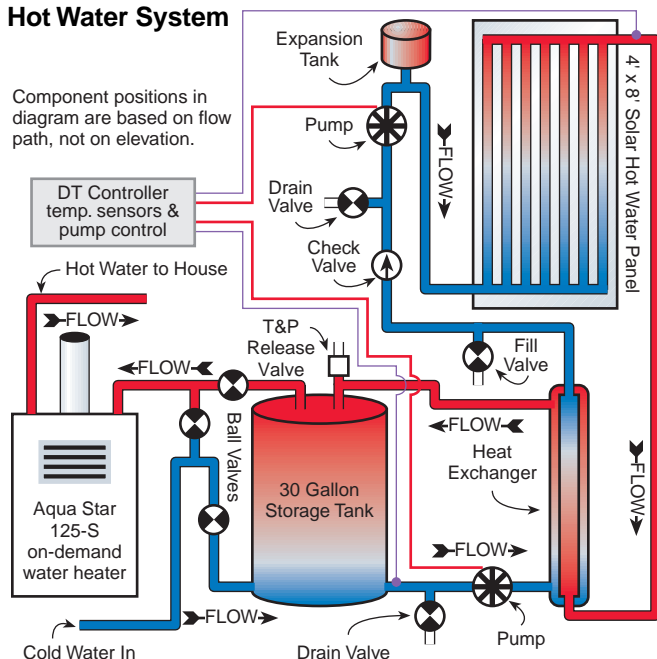 Hot Water System
Component positions in
diagram are based on flow
path, not on elevation.
Expansion
Tank
Pump
FLOW
4' x 8' Solar Hot Water Panel
DT Controller
temp. sensors &
pump control
Drain
Valve
Check
Valve
Hot Water to House
FLOW
T&P
Release
Valve
Fill
Valve
FLOW
Ball Valves
FLOW
Heat
Exchanger
FLOW
30 Gallon
Storage Tank
Aqua Star
125-S
on-demand
water heater
FLOW
FLOW
Cold Water In
Drain Valve
Pump